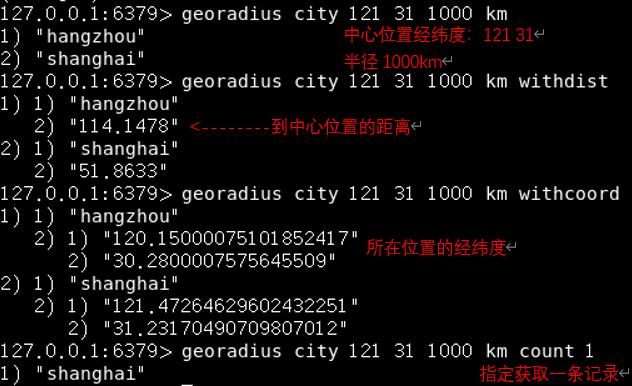 127.0.0.1:6379> georadius city 121 31 1000 km
1) "hangzhou" 中心位置经纬度：121 31↵
2) "shanghai" 半径 1000km↵
127.0.0.1:6379> georadius city 121 31 1000 km withdist
1) 1) "hangzhou"
2) "114.1478" <--------到中心位置的距离↵
2) 1) "shanghai"
2) "51.8633"
127.0.0.1:6379> georadius city 121 31 1000 km withcoord
1) 1) "hangzhou"
2) 1) "120.15000075101852417" 所在位置的经纬度↵
2) "30.2800007575645509"
2) 1) "shanghai"
2) 1) "121.47264629602432251"
2) "31.23170490709807012"
127.0.0.1:6379> georadius city 121 31 1000 km count 1
1) "shanghai" 指定获取一条记录↵